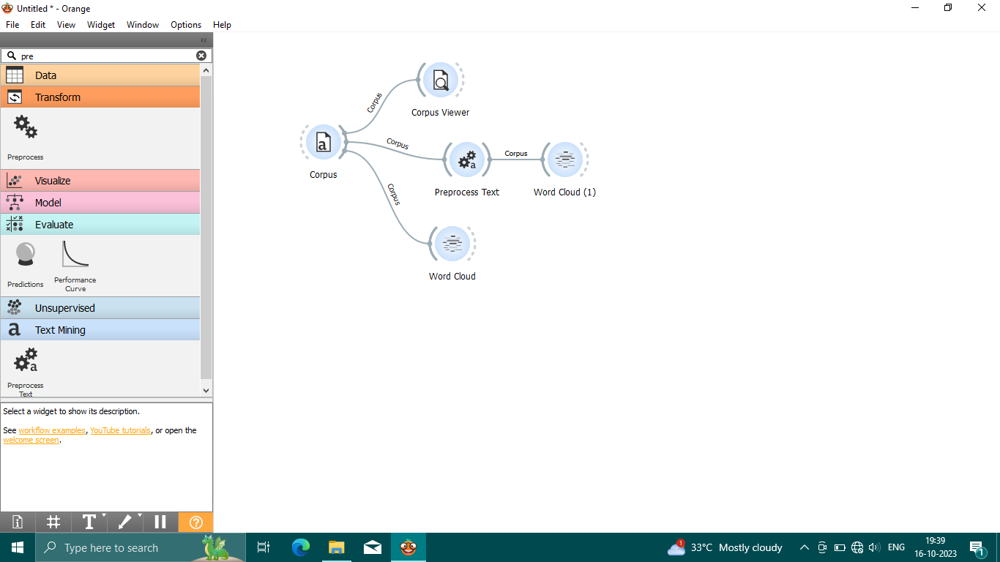 Untitled * - Orange
File Edit View Widget Window Options Help
pre
Data
Transform
Preprocess
Visualize
Model
Evaluate
Predictions
Performance
Curve
Unsupervised
a Text Mining
a
Preprocess
Text
Select a widget to show its description.
See workflow examples, YouTube tutorials, or open the
welcome screen.
T
Corpus
Corpus Viewer
a
Corpus
Corpus
a
Preprocess Text
Corpus
Word Cloud (1)
Corpus
Word Cloud
Type here to search
1
33°C Mostly cloudy
ENG
19:39
16-10-2023
1